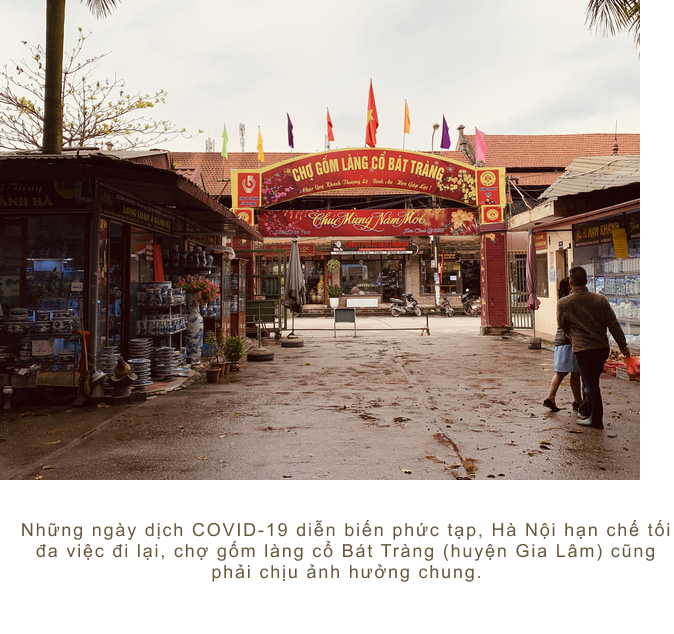 CHỢ GỐM LÀNG CỔ BÁT TRÀNG
Chúc Mừng Năm Mới
NAM KHANH
Những ngày dịch COVID-19 diễn biến phức tạp, Hà Nội hạn chế tối
đa việc đi lại, chợ gốm làng cổ Bát Tràng (huyện Gia Lâm) cũng
phải chịu ảnh hưởng chung.